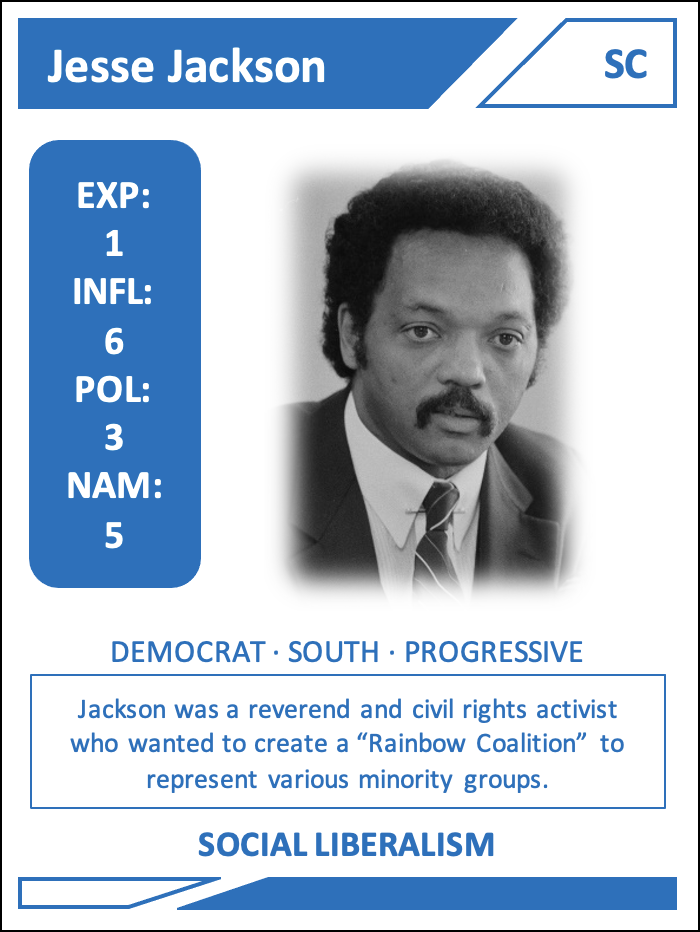 Jesse Jackson
SC
EXP:
1
INFL:
6
POL:
3
NAM:
5
DEMOCRAT · SOUTH · PROGRESSIVE
Jackson was a reverend and civil rights activist
who wanted to create a “Rainbow Coalition” to
represent various minority groups.
SOCIAL LIBERALISM